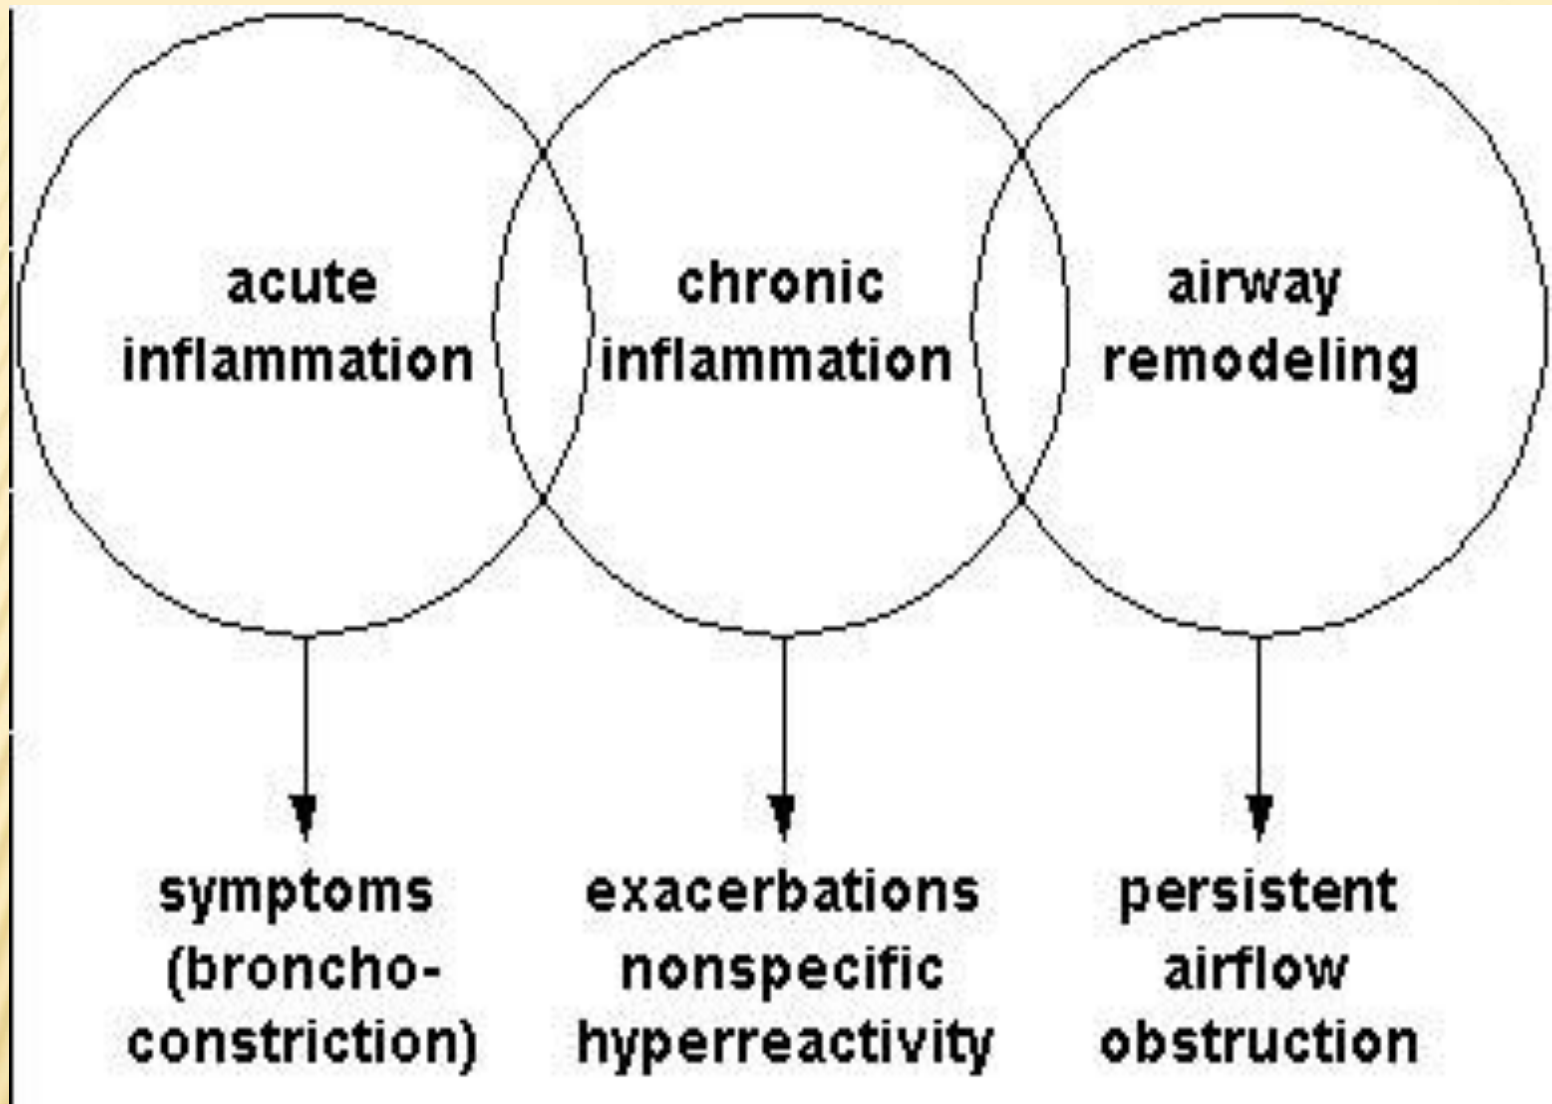 acute
inflammation
chronic
inflammation
airway
remodeling
symptoms
(broncho-
constriction)
exacerbations
nonspecific
hyperreactivity
persistent
airflow
obstruction